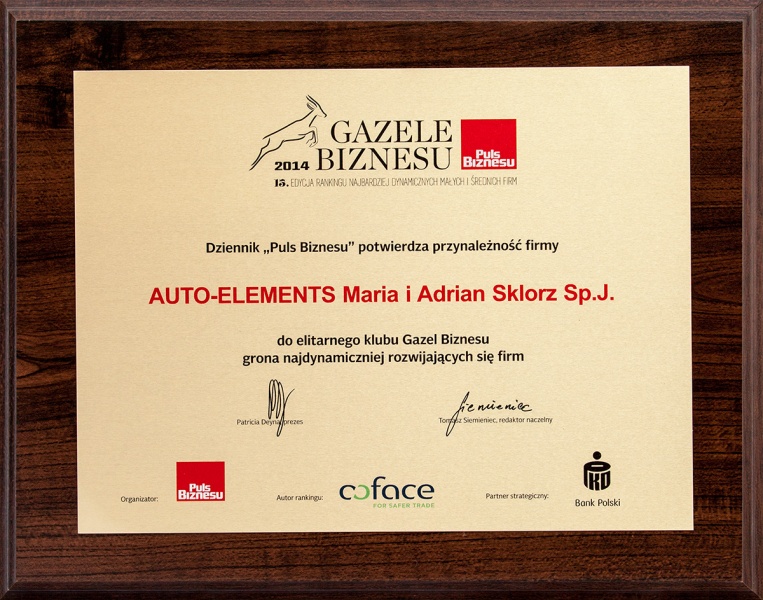 GAZELE
2014 BIZNESU
Puls
Biznesu
15. EDYCJA RANKINGU NAJBARDZIEJ DYNAMICZNYCH MAŁYCH I ŚREDNICH FIRM
Dziennik „Puls Biznesu” potwierdza przynależność firmy
AUTO-ELEMENTS Maria i Adrian Sklorz Sp.J.
do elitarnego klubu Gazel Biznesu
grona najdynamiczniej rozwijających się firm
Siemieniec
Patricia Deyna, prezes
Tomasz Siemieniec, redaktor naczelny
Organizator:
Puls
Biznesu
Autor rankingu:
coface
FOR SAFER TRADE
Partner strategiczny:
PKO
Bank Polski